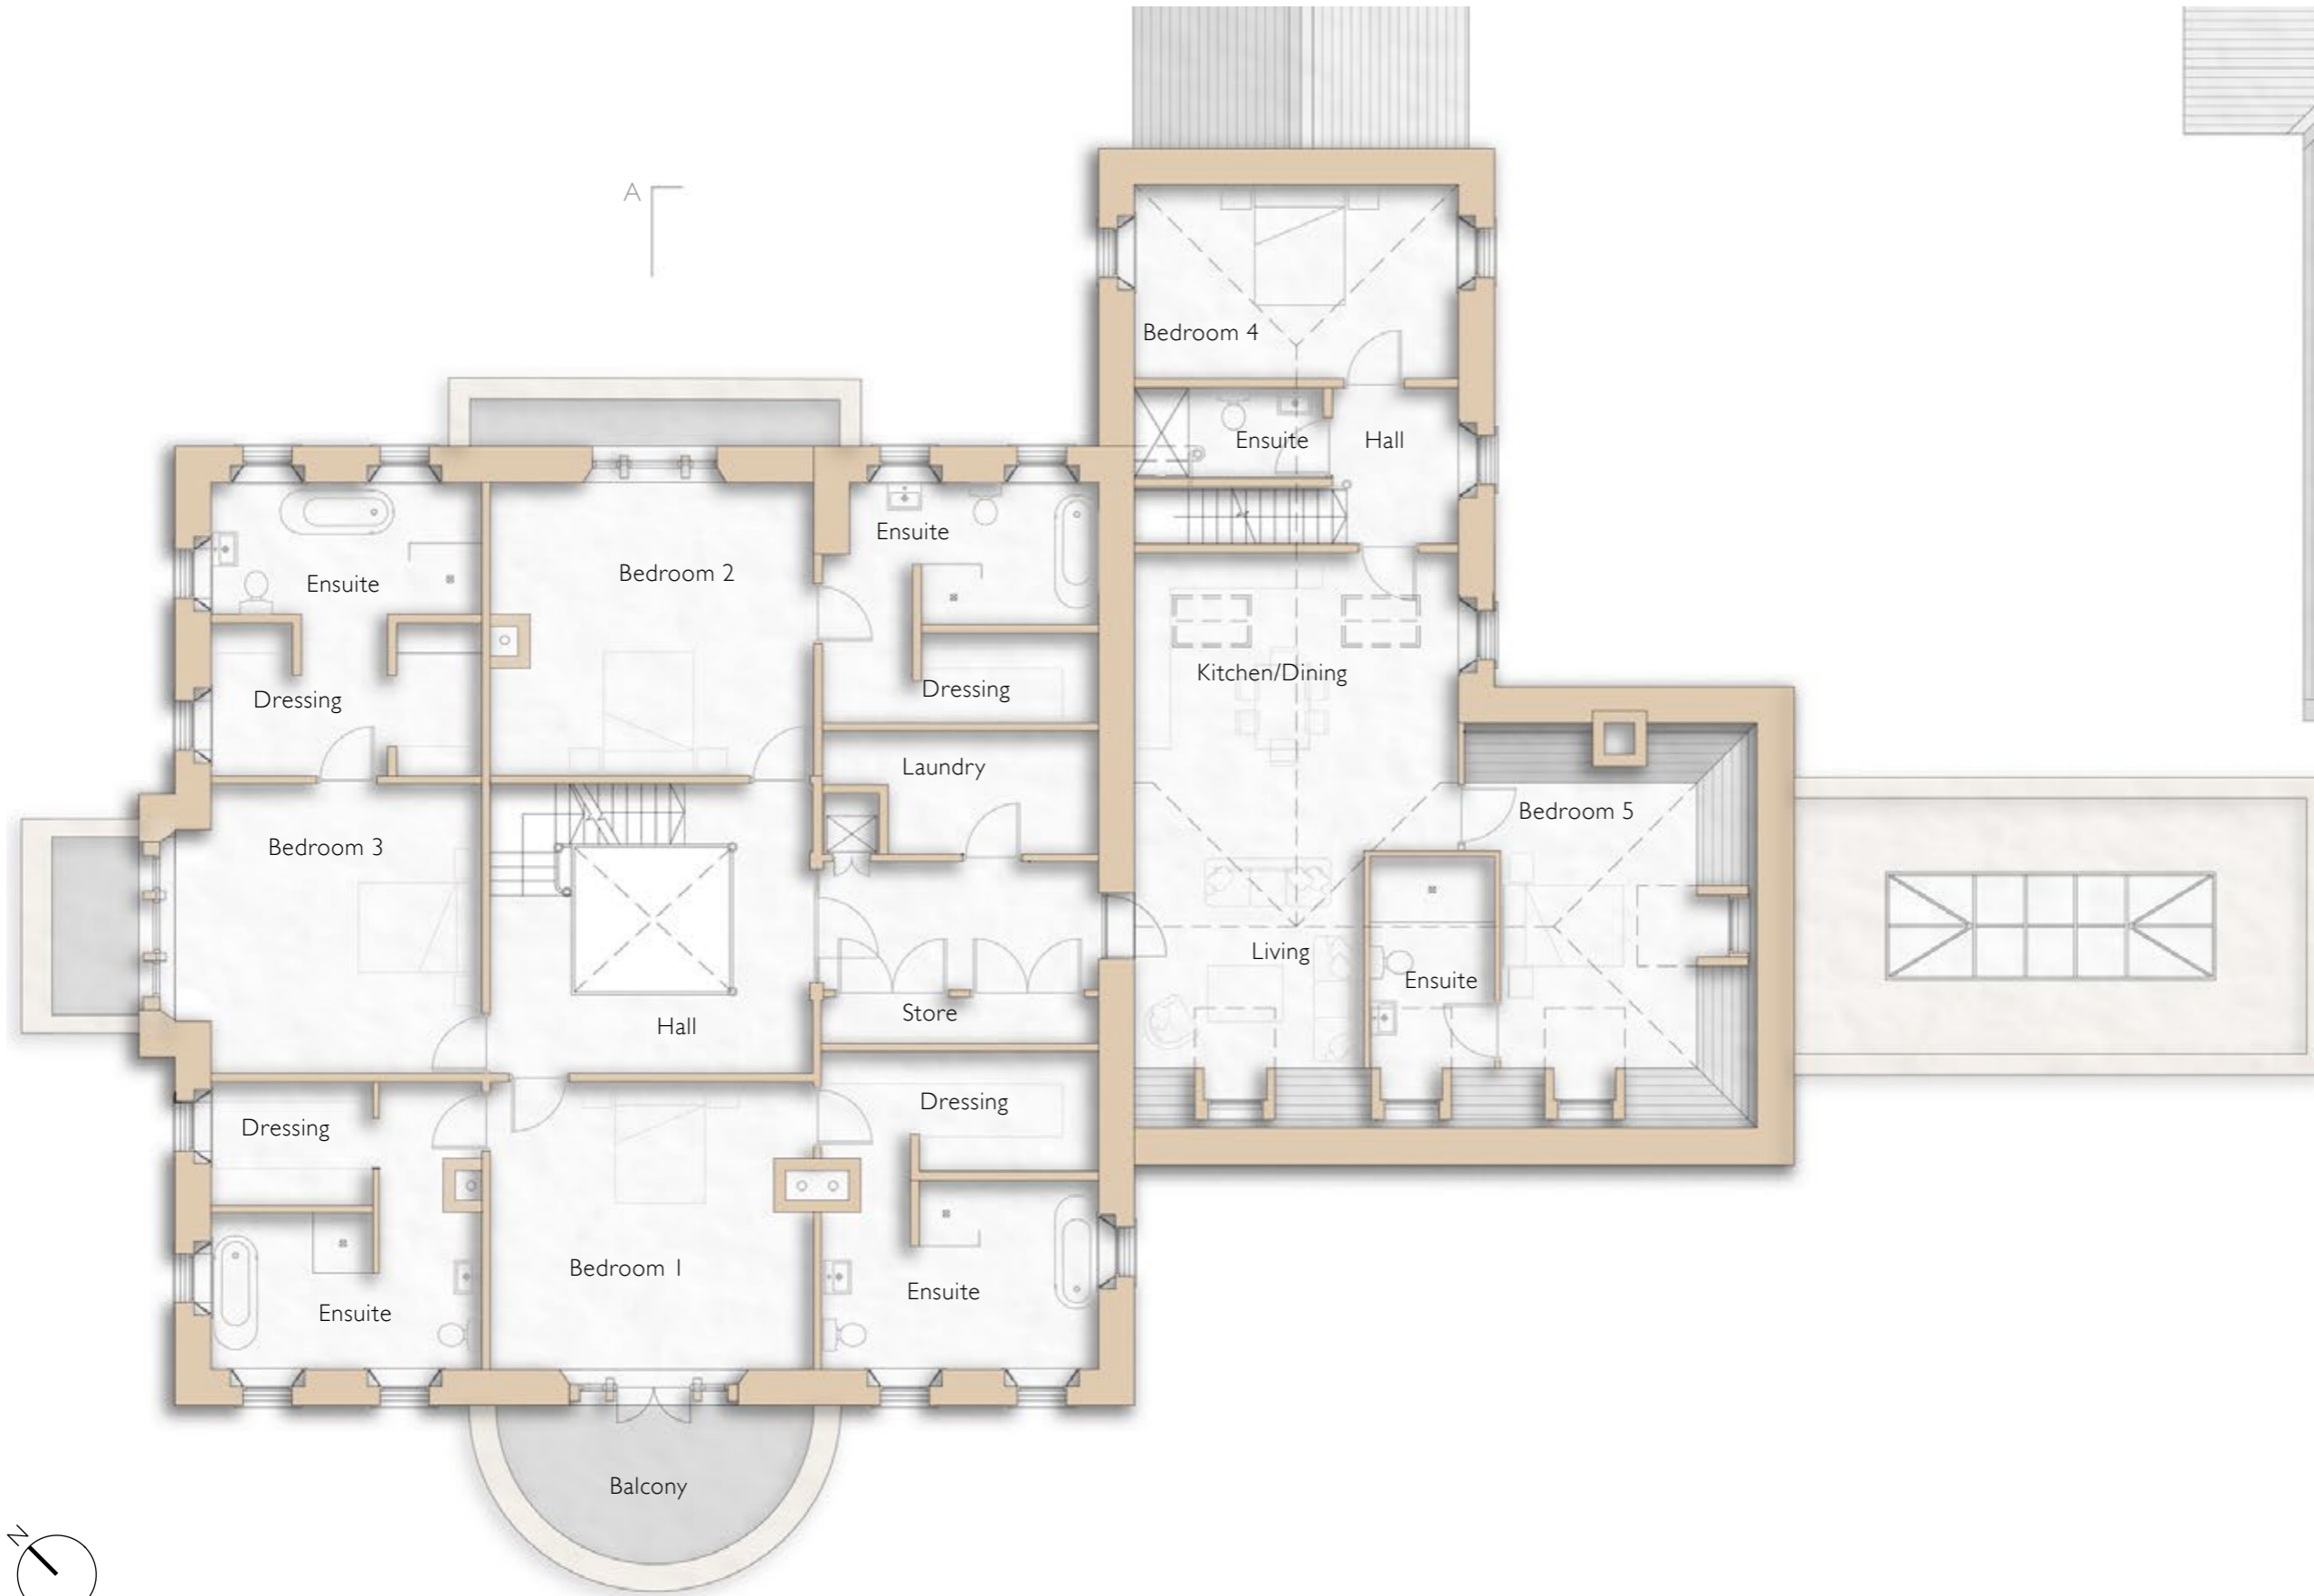 A
Bedroom 4
Ensuite
Hall
Ensuite
Bedroom 2
Ensuite
Kitchen/Dining
Dressing
Dressing
Laundry
Bedroom 5
Bedroom 3
Living
Ensuite
Store
Hall
Dressing
Dressing
Bedroom 1
Ensuite
Ensuite
Balcony
N